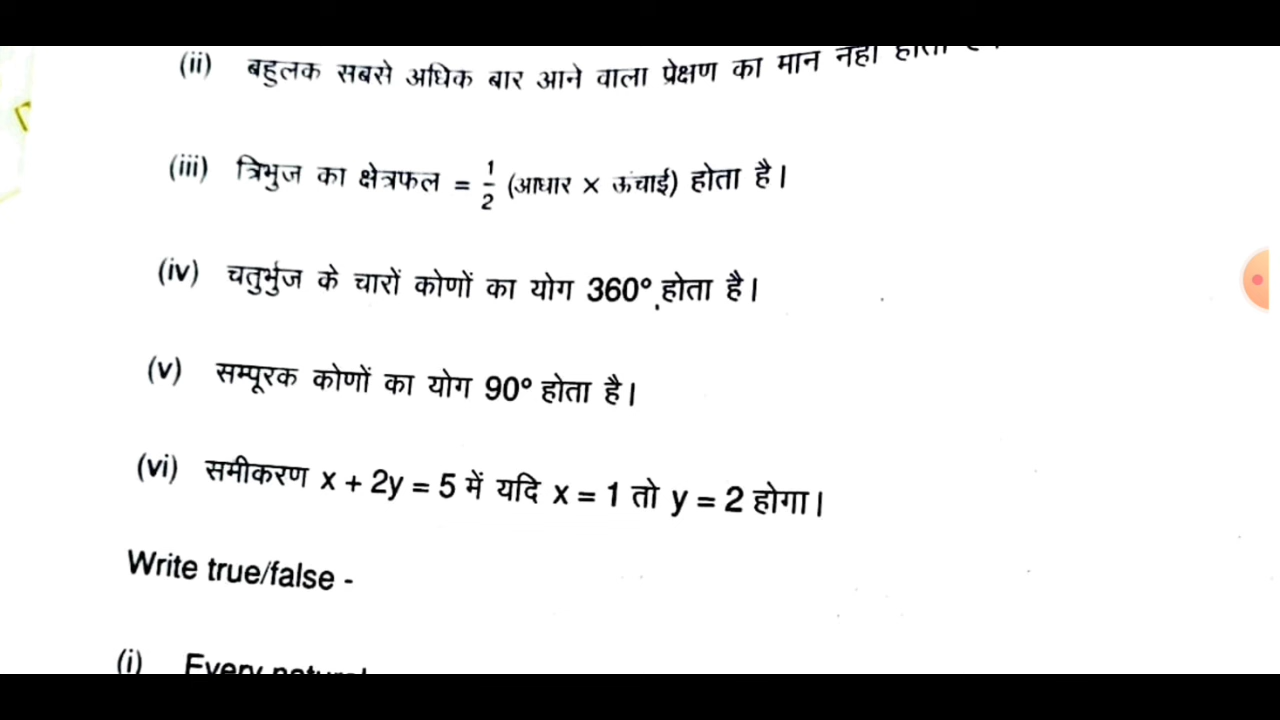 (ii) बहुलक सबसे अधिक बार आने वाला प्रेक्षण का मान नहीं होता है।
(iii) त्रिभुज का क्षेत्रफल = 1/2 (आधार × ऊंचाई) होता है।
(iv) चतुर्भुज के चारों कोणों का योग 360° होता है।
(v) सम्पूरक कोणों का योग 90° होता है।
(vi) समीकरण x + 2y = 5 में यदि x = 1 तो y = 2 होगा।
Write true/false -
(i) Every natural